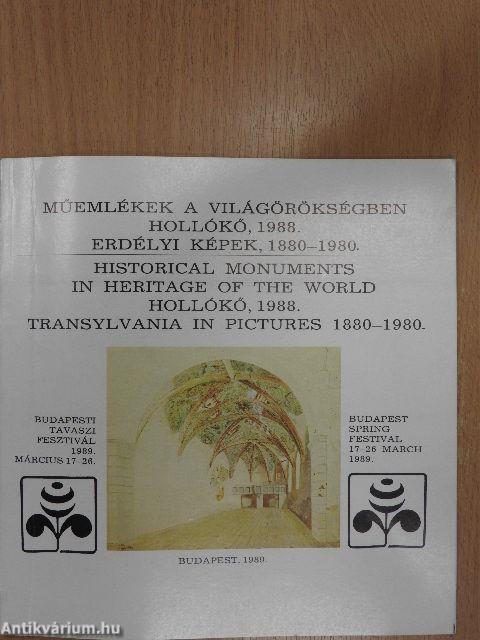 MŰEMLÉKEK A VILÁGÖRÖKSÉGBEN
HOLLÓKŐ, 1988.
ERDÉLYI KÉPEK, 1880–1980.
HISTORICAL MONUMENTS
IN HERITAGE OF THE WORLD
HOLLÓKŐ, 1988.
TRANSYLVANIA IN PICTURES 1880–1980.
BUDAPESTI
TAVASZI
FESZTIVÁL
1989.
MÁRCIUS 17–26.
BUDAPEST
SPRING
FESTIVAL
17–26 MARCH
1989.
BUDAPEST, 1989.
Antikvárium.hu